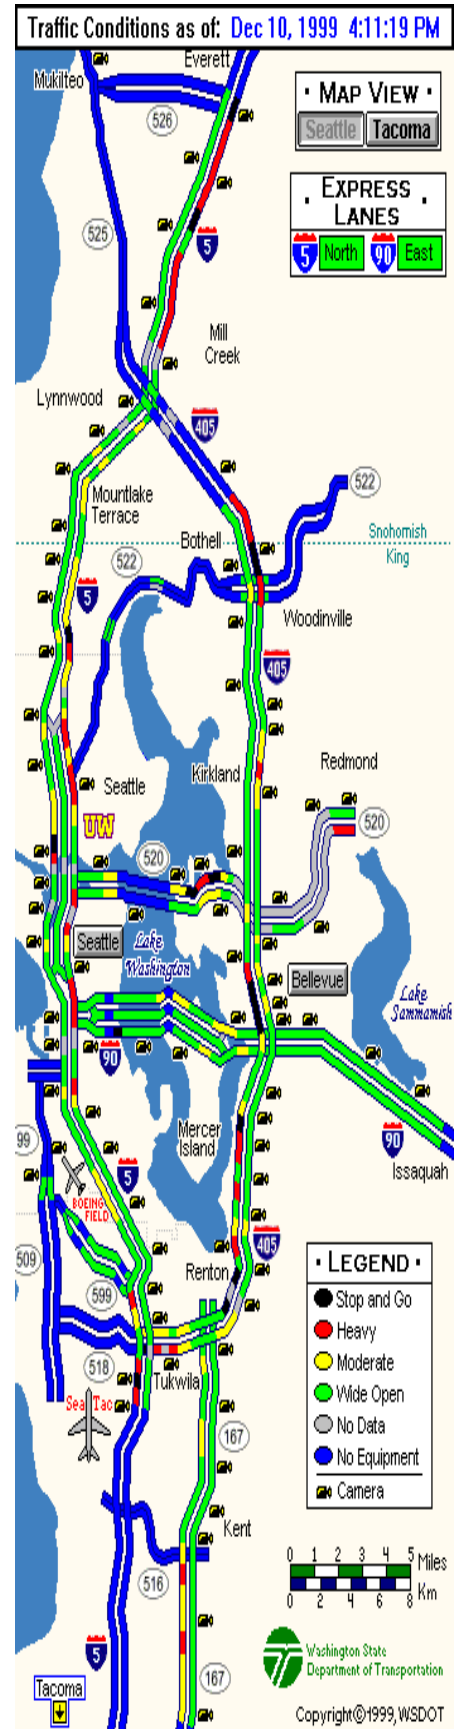 Traffic Conditions as of: Dec 10, 1999 4:11:19 PM
Everett
Mukilteo
· MAP VIEW ·
Seattle Tacoma
526
· EXPRESS LANES ·
5 North 90 East
525
5
Mill
Creek
Lynnwood
405
522
Mountlake
Terrace
Bothell
Snohomish
King
522
5
Woodinville
405
Redmond
Kirkland
Seattle
UW
520
520
Seattle
Lake
Washington
Bellevue
Lake
Sammamish
90
99
Mercer
Island
90
Issaquah
5
BOEING
FIELD
405
509
Renton
· LEGEND ·
Stop and Go
Heavy
Moderate
Wide Open
No Data
No Equipment
Camera
599
518
Tukwila
Sea Tac
167
Kent
516
0 1 2 3 4 5 Miles
0 2 4 6 8 Km
5
Washington State
Department of Transportation
167
Tacoma
Copyright©1999, WSDOT